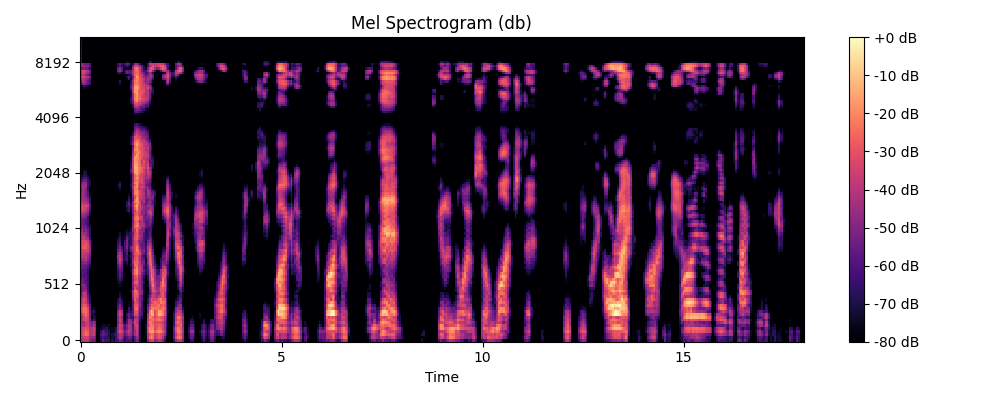 Mel Spectrogram (db)
8192
4096
2048
1024
512
0
Hz
0 5 10 15
Time
+0 dB
-10 dB
-20 dB
-30 dB
-40 dB
-50 dB
-60 dB
-70 dB
-80 dB